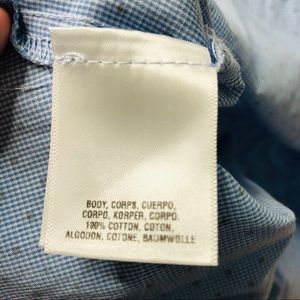 BODY, CORPS, CUERPO,
CORPO, KORPER, CORPO.
100% COTTON, COTON,
ALGODON, COTONE, BAUMWOLLE